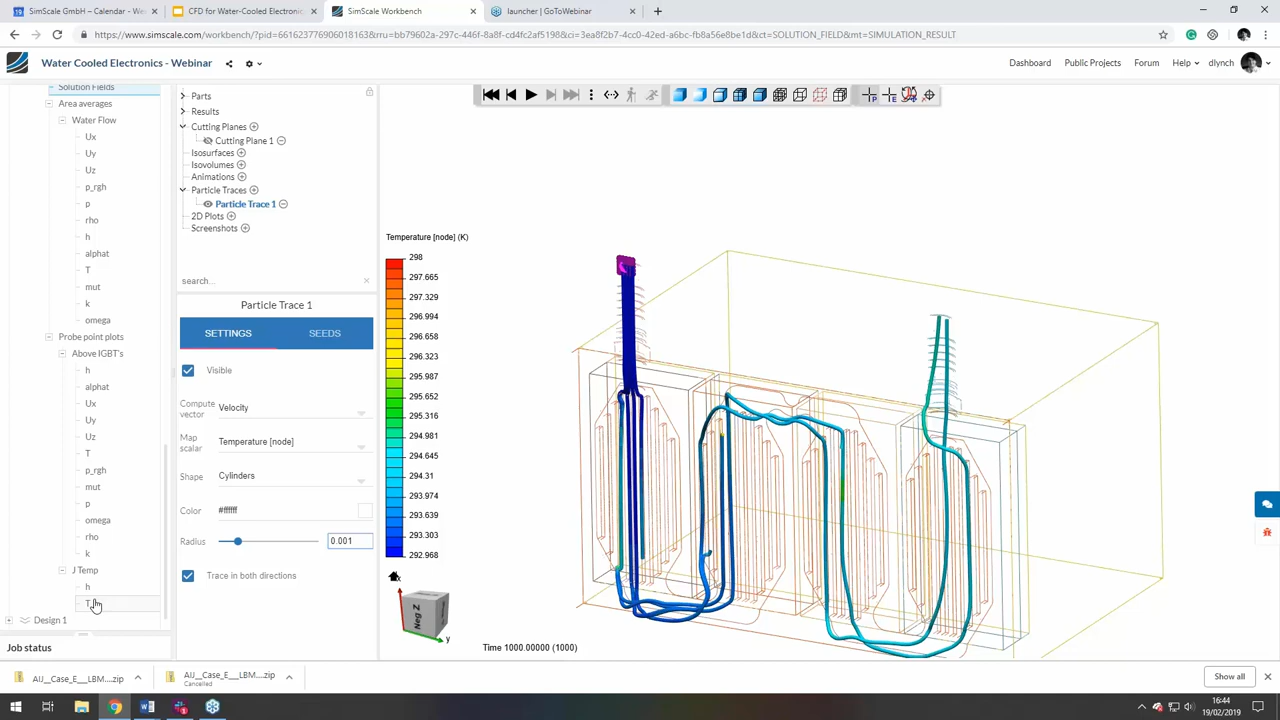 SimScale GmbH - Calendar - We
CFD for Water-Cooled Electronic
SimScale Workbench
launcher | GoToWebinar
https://www.simscale.com/workbench/?pid=661623776906018163&rru=bb79602a-297c-446f-8a8f-cd4fc2af5198&ci=3ea8f2b7-4cc0-42ed-a6bc-fb8a56e8be1d&ct=SOLUTION_FIELD&mt=SIMULATION_RESULT
Water Cooled Electronics - Webinar
Dashboard
Public Projects
Forum
Help
dlynch
Solution Fields
Area averages
Water Flow
Ux
Uy
Uz
p_rgh
p
rho
h
alphat
T
mut
k
omega
Probe point plots
Above IGBT's
h
alphat
Ux
Uy
Uz
T
p_rgh
mut
p
omega
rho
k
J Temp
h
T
Design 1
Job status
Parts
Results
Cutting Planes
Cutting Plane 1
Isosurfaces
Isovolumes
Animations
Particle Traces
Particle Trace 1
2D Plots
Screenshots
search...
Particle Trace 1
SETTINGS
SEEDS
Visible
Compute vector
Velocity
Map scalar
Temperature [node]
Shape
Cylinders
Color
#ffffff
Radius
0.001
Trace in both directions
P
E
Temperature [node] (K)
298
297.665
297.329
296.994
296.658
296.323
295.987
295.652
295.316
294.981
294.645
294.31
293.974
293.639
293.303
292.968
x
Neg Z
y
Time 1000.00000 (1000)
AIJ__Case_E___LBM....zip
AIJ__Case_E___LBM....zip
Cancelled
Show all
16:44
19/02/2019